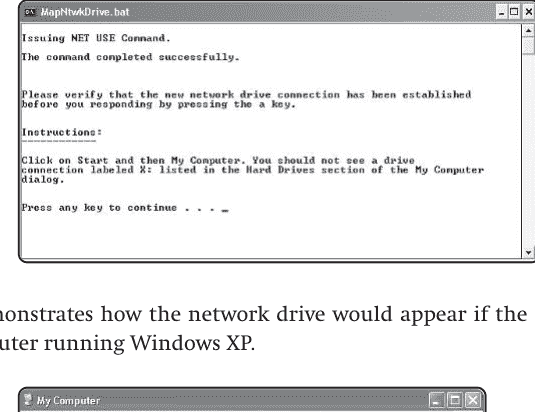 MapNtwkDrive.bat
Issuing NET USE Command.
The command completed successfully.
Please verify that the new network drive connection has been established
before you responding by pressing the a key.
Instructions:
------------
Click on Start and then My Computer. You should not see a drive
connection labeled X: listed in the Hard Drives section of the My Computer
dialog.
Press any key to continue . . . _
monstrates how the network drive would appear if the
uter running Windows XP.
My Computer